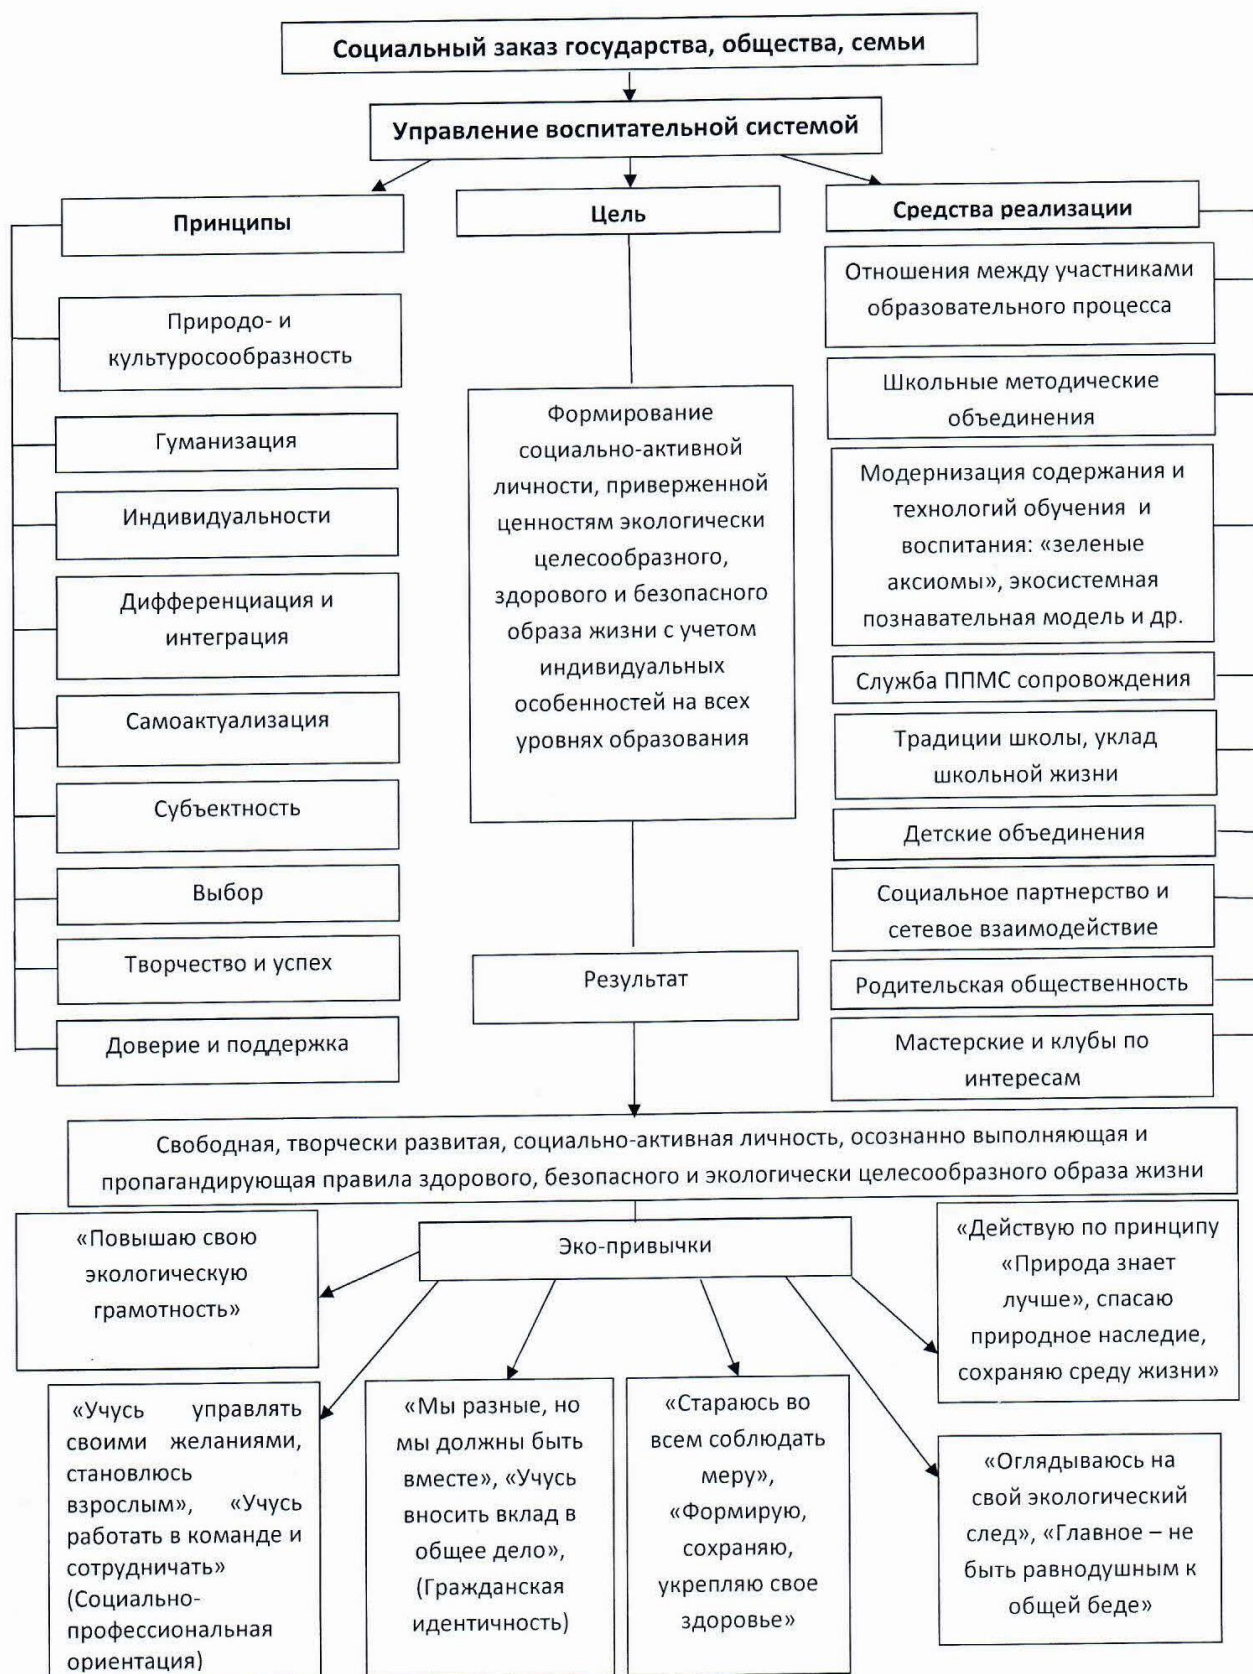 Социальный заказ государства, общества, семьи
Управление воспитательной системой
Принципы
Природо- и
культуросообразность
Гуманизация
Индивидуальности
Дифференциация и
интеграция
Самоактуализация
Субъектность
Выбор
Творчество и успех
Доверие и поддержка
Цель
Формирование
социально-активной
личности, приверженной
ценностям экологически
целесообразного,
здорового и безопасного
образа жизни с учетом
индивидуальных
особенностей на всех
уровнях образования
Результат
Средства реализации
Отношения между участниками
образовательного процесса
Школьные методические
объединения
Модернизация содержания и
технологий обучения и
воспитания: «зеленые
аксиомы», экосистемная
познавательная модель и др.
Служба ППМС сопровождения
Традиции школы, уклад
школьной жизни
Детские объединения
Социальное партнерство и
сетевое взаимодействие
Родительская общественность
Мастерские и клубы по
интересам
Свободная, творчески развитая, социально-активная личность, осознанно выполняющая и
пропагандирующая правила здорового, безопасного и экологически целесообразного образа жизни
Эко-привычки
«Повышаю свою
экологическую
грамотность»
«Действую по принципу
«Природа знает
лучше», спасаю
природное наследие,
сохраняю среду жизни»
«Учусь управлять
своими желаниями,
становлюсь
взрослым», «Учусь
работать в команде и
сотрудничать»
(Социально-
профессиональная
ориентация)
«Мы разные, но
мы должны быть
вместе», «Учусь
вносить вклад в
общее дело»,
(Гражданская
идентичность)
«Стараюсь во
всем соблюдать
меру»,
«Формирую,
сохраняю,
укрепляю свое
здоровье»
«Оглядываюсь на
свой экологический
след», «Главное – не
быть равнодушным к
общей беде»